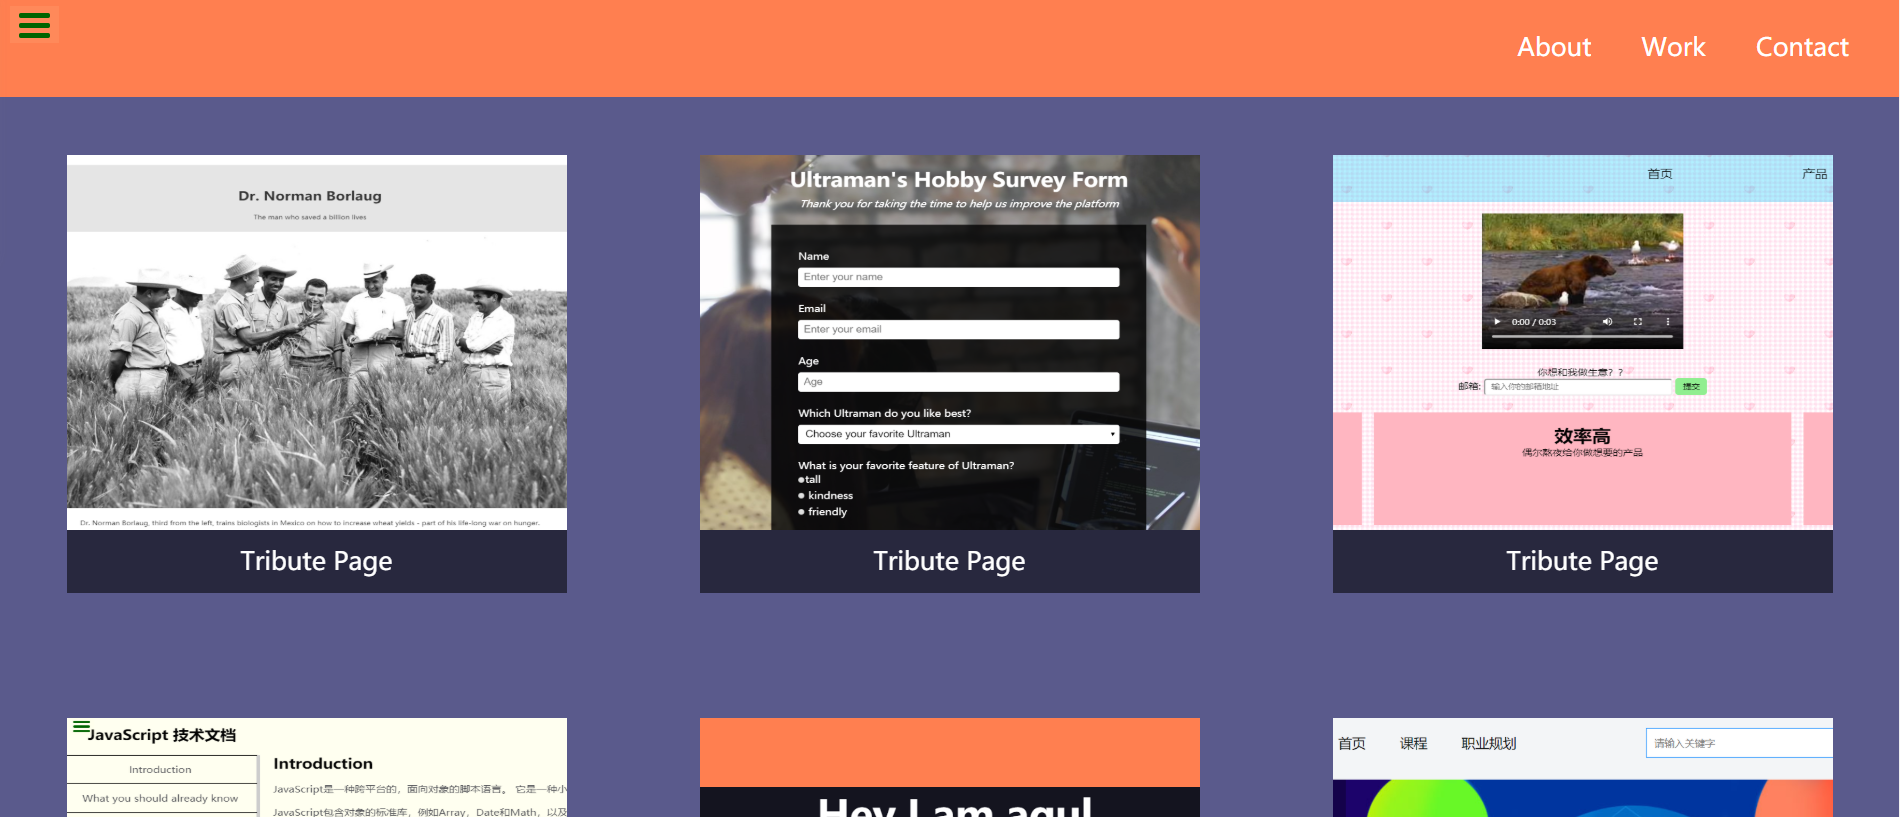 About Work Contact
Dr. Norman Borlaug
The man who saved a billion lives
Dr. Norman Borlaug, third from the left, trains biologists in Mexico on how to increase wheat yields - part of his life-long war on hunger.
Tribute Page
Ultraman's Hobby Survey Form
Thank you for taking the time to help us improve the platform
Name
Enter your name
Email
Enter your email
Age
Age
Which Ultraman do you like best?
Choose your favorite Ultraman
What is your favorite feature of Ultraman?
tall
kindness
friendly
Tribute Page
首页 产品
0:00 / 0:03
你想和我做生意？？
邮箱: 输入你的邮箱地址 提交
效率高
偶尔熬夜给你做想要的产品
Tribute Page
JavaScript 技术文档
Introduction
What you should already know
Introduction
JavaScript是一种跨平台的，面向对象的脚本语言。 它是一种小
JavaScript包含对象的标准库，例如Array，Date和Math，以及
Hey I am aqul
首页 课程 职业规划
请输入关键字